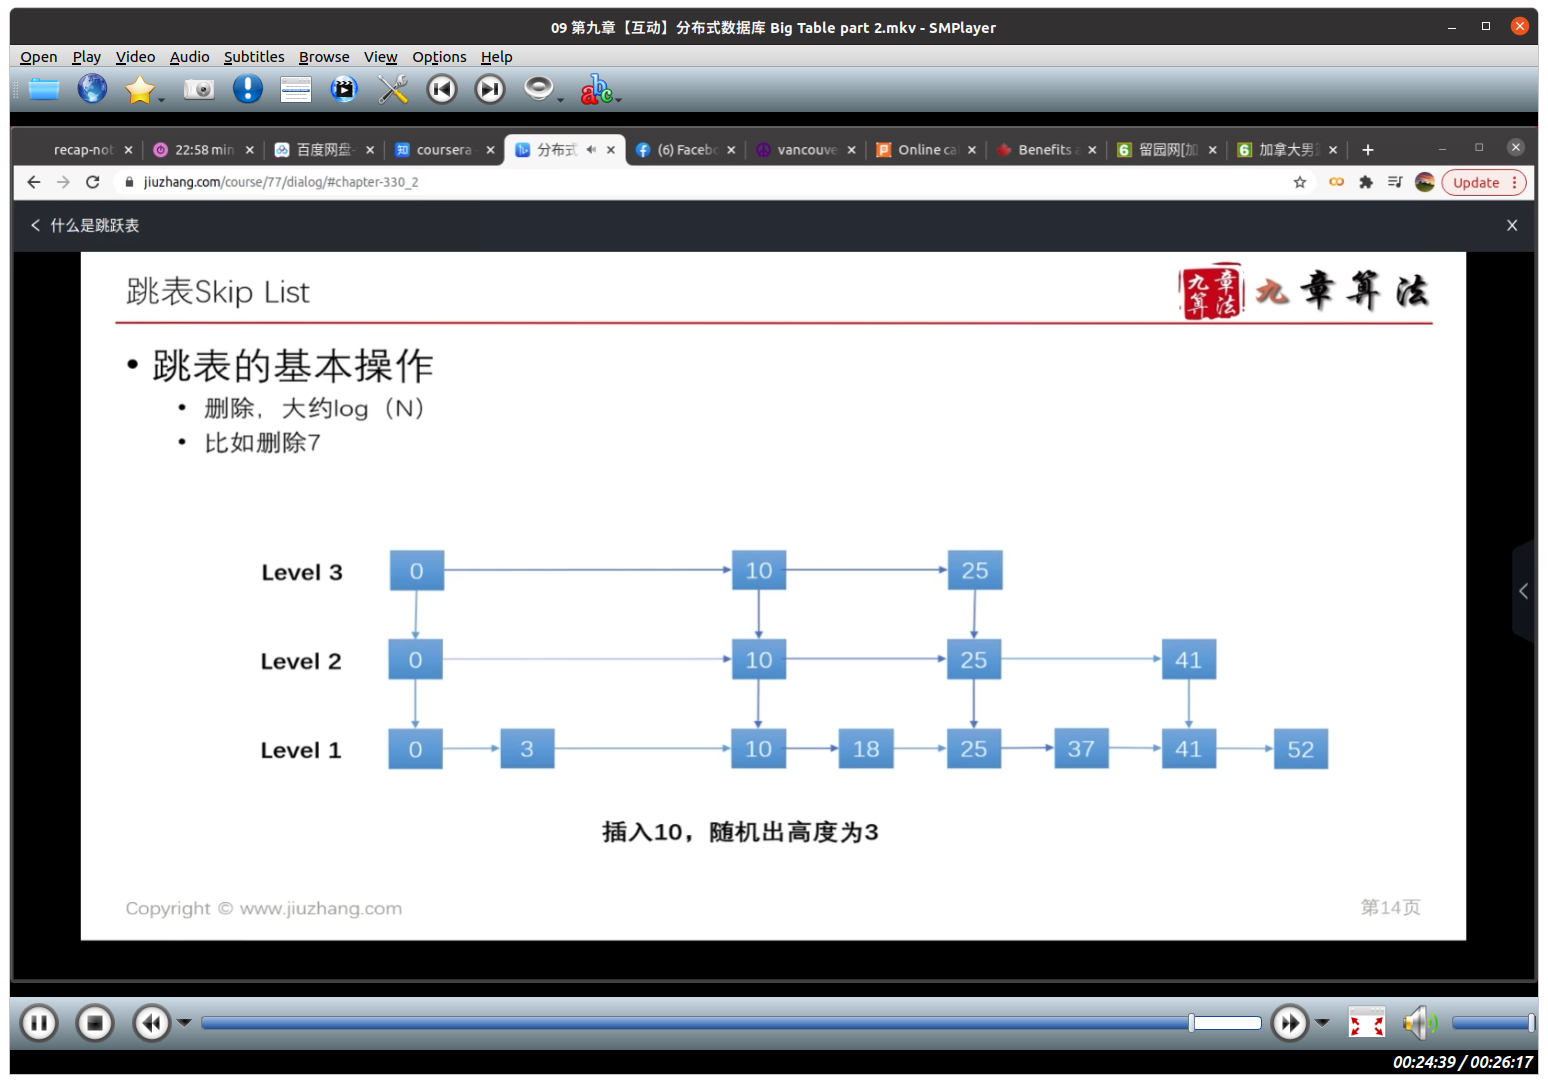 09 第九章【互动】分布式数据库 Big Table part 2.mkv - SMPlayer
Open Play Video Audio Subtitles Browse View Options Help
abc
recap-not 22:58 min 百度网盘- coursera 分布式 (6) Facebo vancouve Online cal Benefits a 留园网[加 加拿大男
jiuzhang.com/course/77/dialog/#chapter-330_2 Update
什么是跳跃表
跳表Skip List
九章算法 九章算法
• 跳表的基本操作
• 删除，大约log（N）
• 比如删除7
Level 3 0 10 25
Level 2 0 10 25 41
Level 1 0 3 10 18 25 37 41 52
插入10，随机出高度为3
Copyright © www.jiuzhang.com 第14页
00:24:39 / 00:26:17